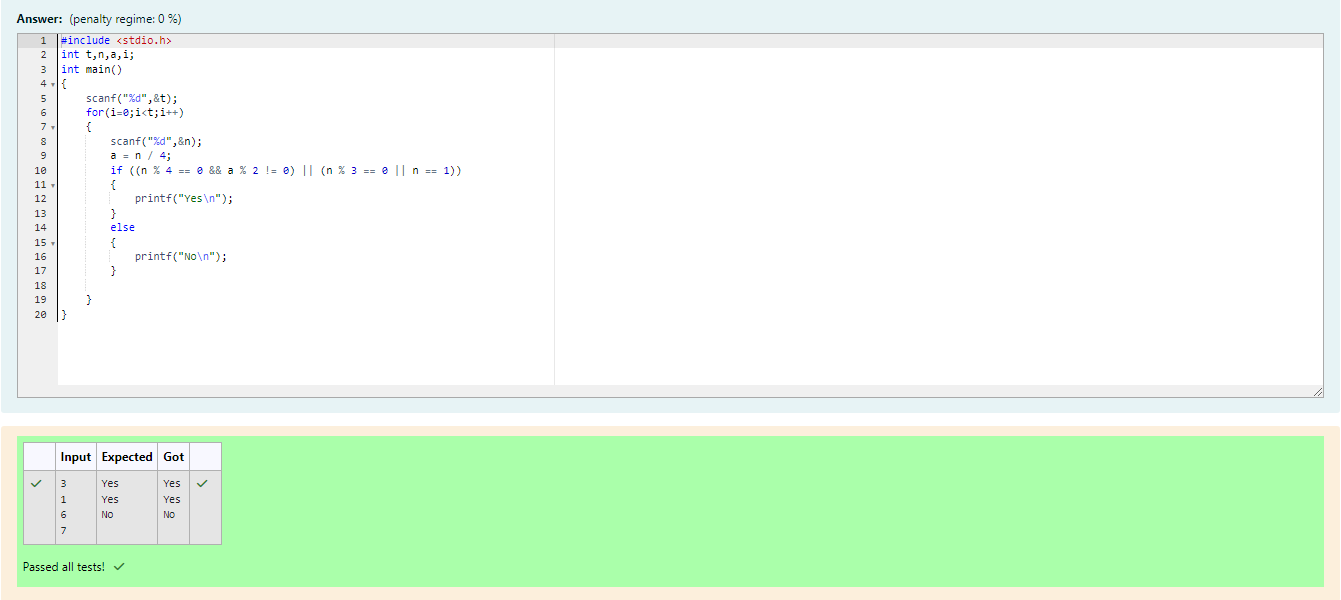 Answer: (penalty regime: 0 %)
1 #include <stdio.h>
2 int t,n,a,i;
3 int main()
4 {
5     scanf("%d",&t);
6     for(i=0;i<t;i++)
7     {
8         scanf("%d",&n);
9         a = n / 4;
10         if ((n % 4 == 0 && a % 2 != 0) || (n % 3 == 0 || n == 1))
11         {
12             printf("Yes\n");
13         }
14         else
15         {
16             printf("No\n");
17         }
18
19     }
20 }
Input Expected Got
3 Yes Yes
1 Yes Yes
6 No No
7
Passed all tests!